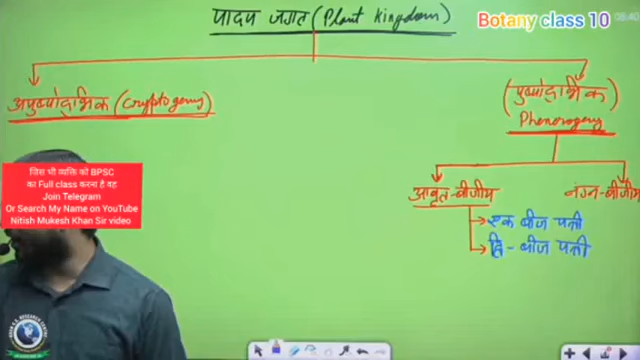 पादप जगत (Plant Kingdom)
Botany class 10
अपुष्पोद्भिक (Cryptogamy)
(पुष्पोद्भिक)
Phenorogamy
आवृत-बीजीय
नग्न-बीजीय
एक बीज पत्ती
द्वि-बीज पत्ती
जिस भी व्यक्ति को BPSC
का Full class करना है वह
Join Telegram
Or Search My Name on YouTube
Nitish Mukesh Khan Sir video